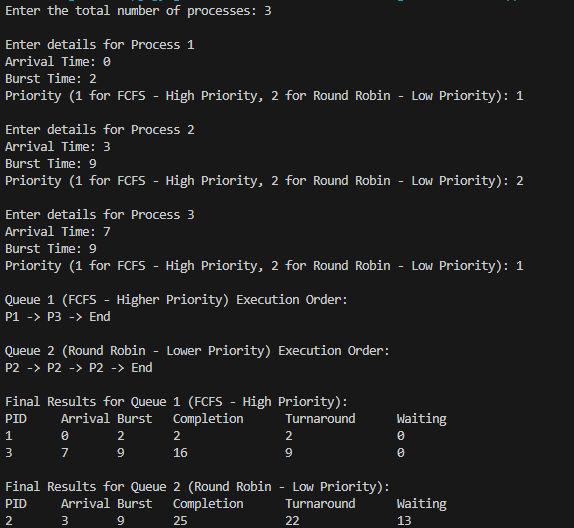 Enter the total number of processes: 3
Enter details for Process 1
Arrival Time: 0
Burst Time: 2
Priority (1 for FCFS - High Priority, 2 for Round Robin - Low Priority): 1
Enter details for Process 2
Arrival Time: 3
Burst Time: 9
Priority (1 for FCFS - High Priority, 2 for Round Robin - Low Priority): 2
Enter details for Process 3
Arrival Time: 7
Burst Time: 9
Priority (1 for FCFS - High Priority, 2 for Round Robin - Low Priority): 1
Queue 1 (FCFS - Higher Priority) Execution Order:
P1 -> P3 -> End
Queue 2 (Round Robin - Lower Priority) Execution Order:
P2 -> P2 -> P2 -> End
Final Results for Queue 1 (FCFS - High Priority):
PID Arrival Burst Completion Turnaround Waiting
1 0 2 2 2 0
3 7 9 16 9 0
Final Results for Queue 2 (Round Robin - Low Priority):
PID Arrival Burst Completion Turnaround Waiting
2 3 9 25 22 13